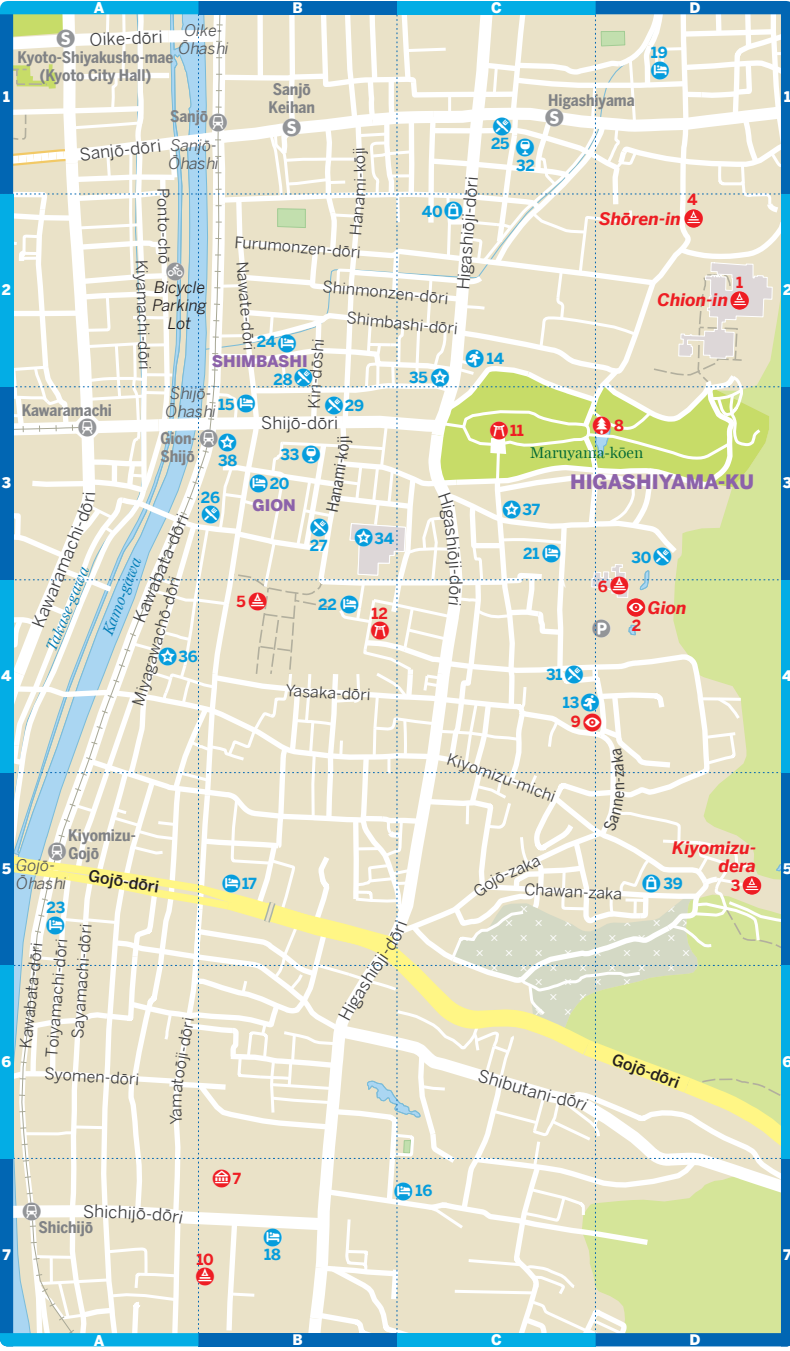 A B C D
1
Oike-dōri
Oike-
Ōhashi
S
Kyoto-Shiyakusho-mae
(Kyoto City Hall)
19
Sanjō
Keihan
S
Sanjō
Higashiyama
S
25
32
1
Sanjō-dōri
Sanjō-
Ōhashi
Ponto-chō
Hanami-kōji
40
Higashiōji-dōri
4
Shōren-in
Furumonzen-dōri
Kiyamachi-dōri
Bicycle
Parking
Lot
Nawate-dōri
Shinmonzen-dōri
Shimbashi-dōri
1
Chion-in
2
2
24
SHIMBASHI
28
Kiri-dōshi
35
14
Shijō-
Ōhashi
15
29
Kawaramachi
Shijō-dōri
11
8
Maruyama-kōen
Gion-
Shijō
38
33
Hanami-kōji
20
GION
HIGASHIYAMA-KU
3
3
26
27
34
37
21
30
Kawaramachi-dōri
Takase-gawa
Kamo-gawa
Kawabata-dōri
Miyagawachō-dōri
Higashiōji-dōri
5
22
12
6
Gion
2
P
36
31
4
4
Yasaka-dōri
13
9
Kiyomizu-michi
Sannen-zaka
Kiyomizu-
Gojō
Gojō-
Ōhashi
Gojō-dōri
17
Gojō-zaka
Chawan-zaka
39
Kiyomizu-
dera
3
5
5
23
Kawabata-dōri
Toiyamachi-dōri
Sayamachi-dōri
Higashiōji-dōri
Yamatoōji-dōri
6
6
Syomen-dōri
Shibutani-dōri
Gojō-dōri
7
16
Shichijō-dōri
Shichijō
18
10
7
7
A B C D